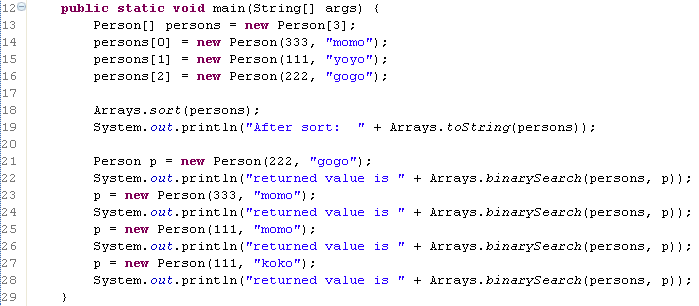 12 public static void main(String[] args) {
13 Person[] persons = new Person[3];
14 persons[0] = new Person(333, "momo");
15 persons[1] = new Person(111, "yoyo");
16 persons[2] = new Person(222, "gogo");
17
18 Arrays.sort(persons);
19 System.out.println("After sort:  " + Arrays.toString(persons));
20
21 Person p = new Person(222, "gogo");
22 System.out.println("returned value is " + Arrays.binarySearch(persons, p));
23 p = new Person(333, "momo");
24 System.out.println("returned value is " + Arrays.binarySearch(persons, p));
25 p = new Person(111, "momo");
26 System.out.println("returned value is " + Arrays.binarySearch(persons, p));
27 p = new Person(111, "koko");
28 System.out.println("returned value is " + Arrays.binarySearch(persons, p));
29 }